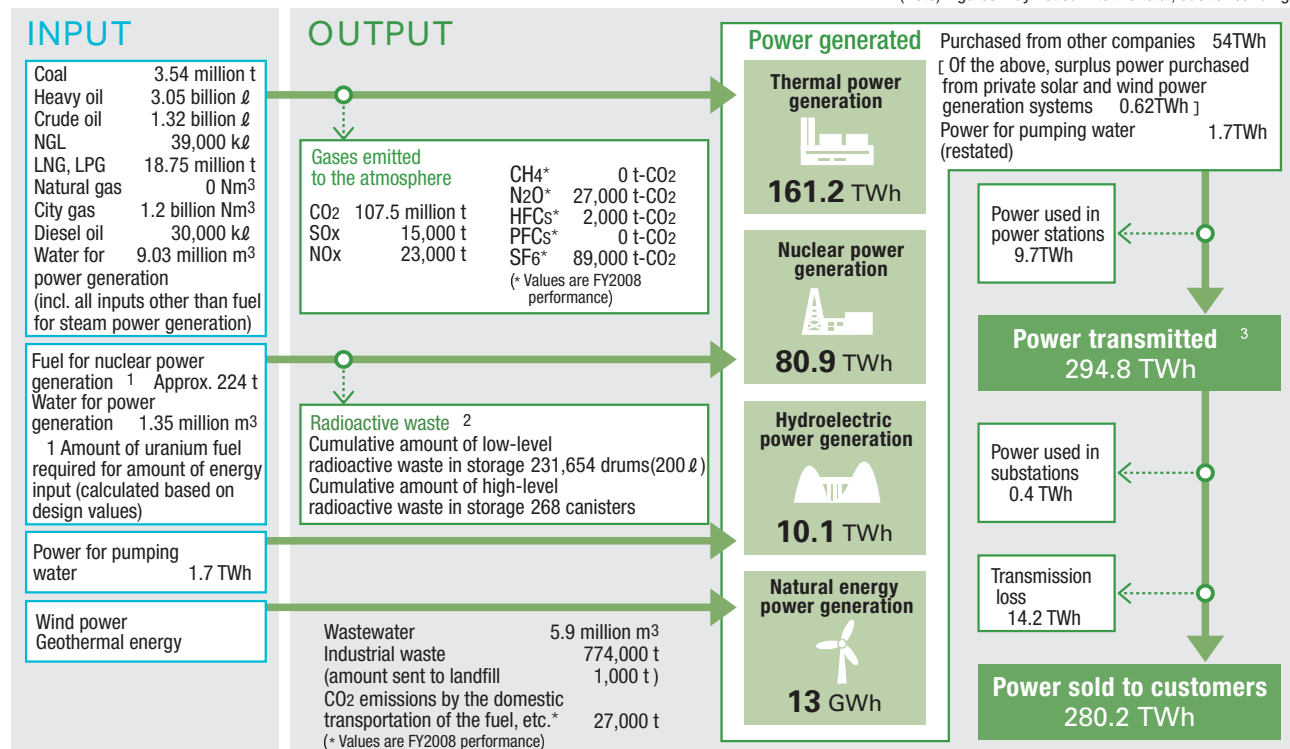 INPUT
Coal 3.54 million t
Heavy oil 3.05 billion ℓ
Crude oil 1.32 billion ℓ
NGL 39,000 kℓ
LNG, LPG 18.75 million t
Natural gas 0 Nm3
City gas 1.2 billion Nm3
Diesel oil 30,000 kℓ
Water for 9.03 million m3
power generation
(incl. all inputs other than fuel
for steam power generation)
Fuel for nuclear power
generation 1 Approx. 224 t
Water for power
generation 1.35 million m3
1 Amount of uranium fuel
required for amount of energy
input (calculated based on
design values)
Power for pumping
water 1.7 TWh
Wind power
Geothermal energy
OUTPUT
Gases emitted
to the atmosphere
CO2 107.5 million t
SOx 15,000 t
NOx 23,000 t
CH4* 0 t-CO2
N2O* 27,000 t-CO2
HFCs* 2,000 t-CO2
PFCs* 0 t-CO2
SF6* 89,000 t-CO2
(* Values are FY2008
performance)
Radioactive waste 2
Cumulative amount of low-level
radioactive waste in storage 231,654 drums(200 ℓ)
Cumulative amount of high-level
radioactive waste in storage 268 canisters
Wastewater 5.9 million m3
Industrial waste 774,000 t
(amount sent to landfill 1,000 t)
CO2 emissions by the domestic
transportation of the fuel, etc.* 27,000 t
(* Values are FY2008 performance)
Power generated
Thermal power
generation
161.2 TWh
Nuclear power
generation
80.9 TWh
Hydroelectric
power generation
10.1 TWh
Natural energy
power generation
13 GWh
Purchased from other companies 54TWh
[ Of the above, surplus power purchased
from private solar and wind power
generation systems 0.62TWh ]
Power for pumping water 1.7TWh
(restated)
Power used in
power stations
9.7TWh
Power transmitted 3
294.8 TWh
Power used in
substations
0.4 TWh
Transmission
loss
14.2 TWh
Power sold to customers
280.2 TWh